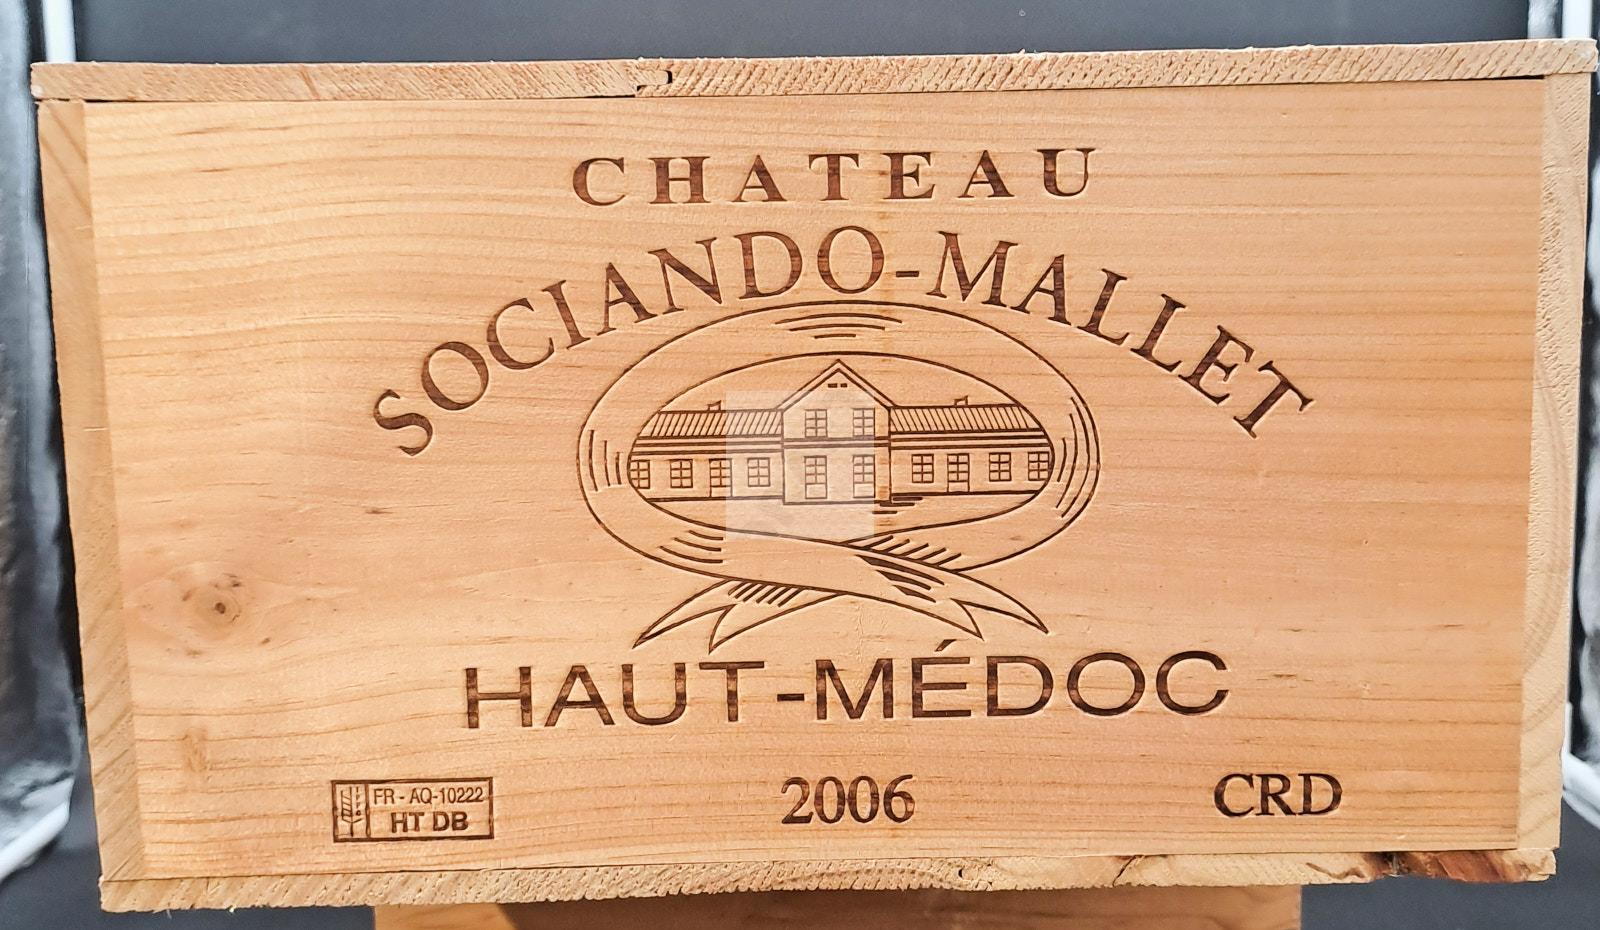 CHATEAU
SOCIANDO-MALLET
HAUT-MÉDOC
FR - AQ-10222
HT DB
2006
CRD